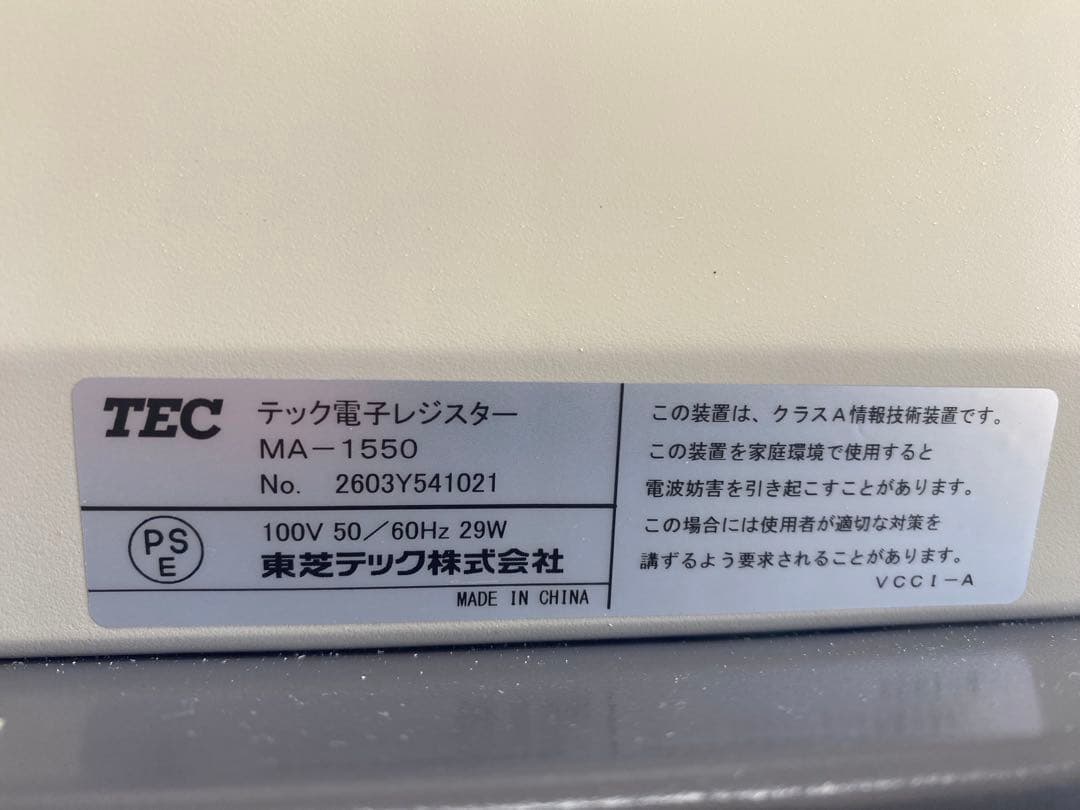 TEC テック電子レジスター
MA-1550
No. 2603Y541021
PS
E
100V 50/60Hz 29W
東芝テック株式会社
MADE IN CHINA
この装置は、クラスA情報技術装置です。
この装置を家庭環境で使用すると
電波妨害を引き起こすことがあります。
この場合には使用者が適切な対策を
講ずるよう要求されることがあります。
VCCI-A